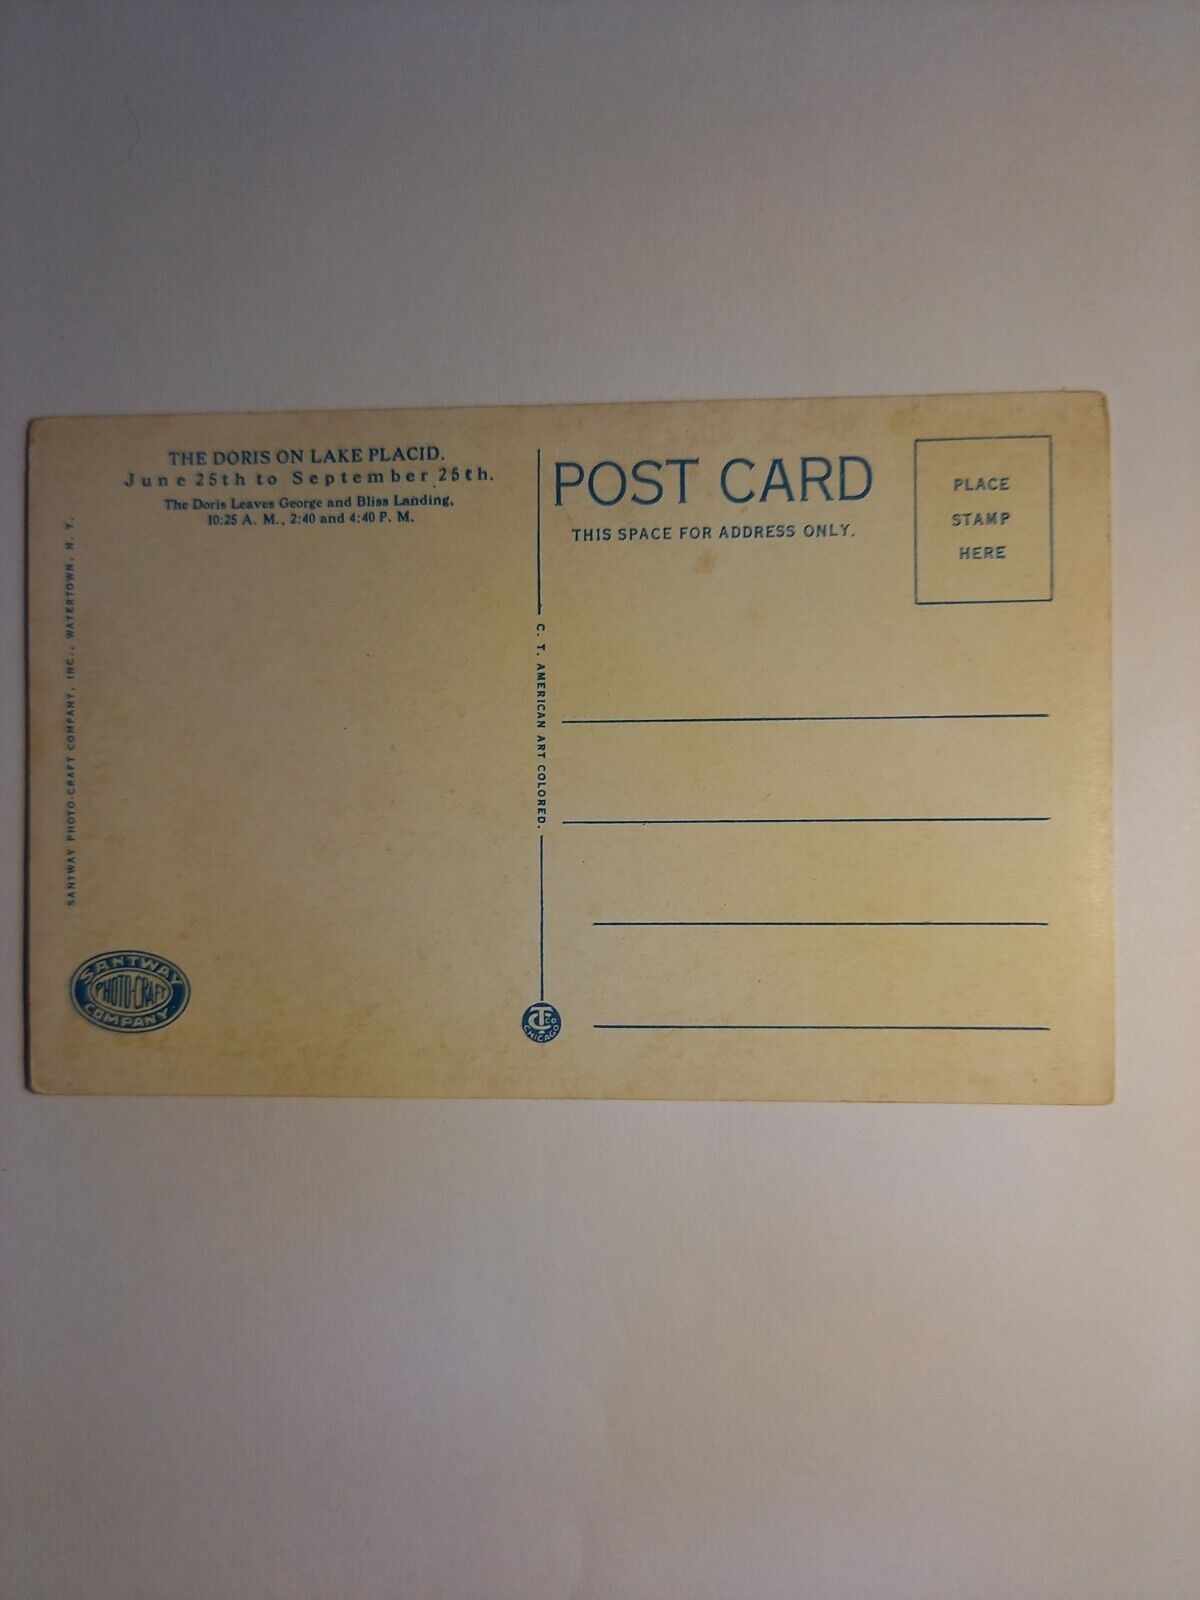 THE DORIS ON LAKE PLACID.
June 25th to September 25th.
The Doris Leaves George and Bliss Landing,
10:25 A. M., 2:40 and 4:40 P. M.
SANTWAY PHOTO-CRAFT COMPANY, INC., WATERTOWN, N. Y.
SANTWAY
PHOTO-CRAFT
COMPANY
C. T. AMERICAN ART COLORED.
CT CO
CHICAGO
POST CARD
THIS SPACE FOR ADDRESS ONLY.
PLACE
STAMP
HERE